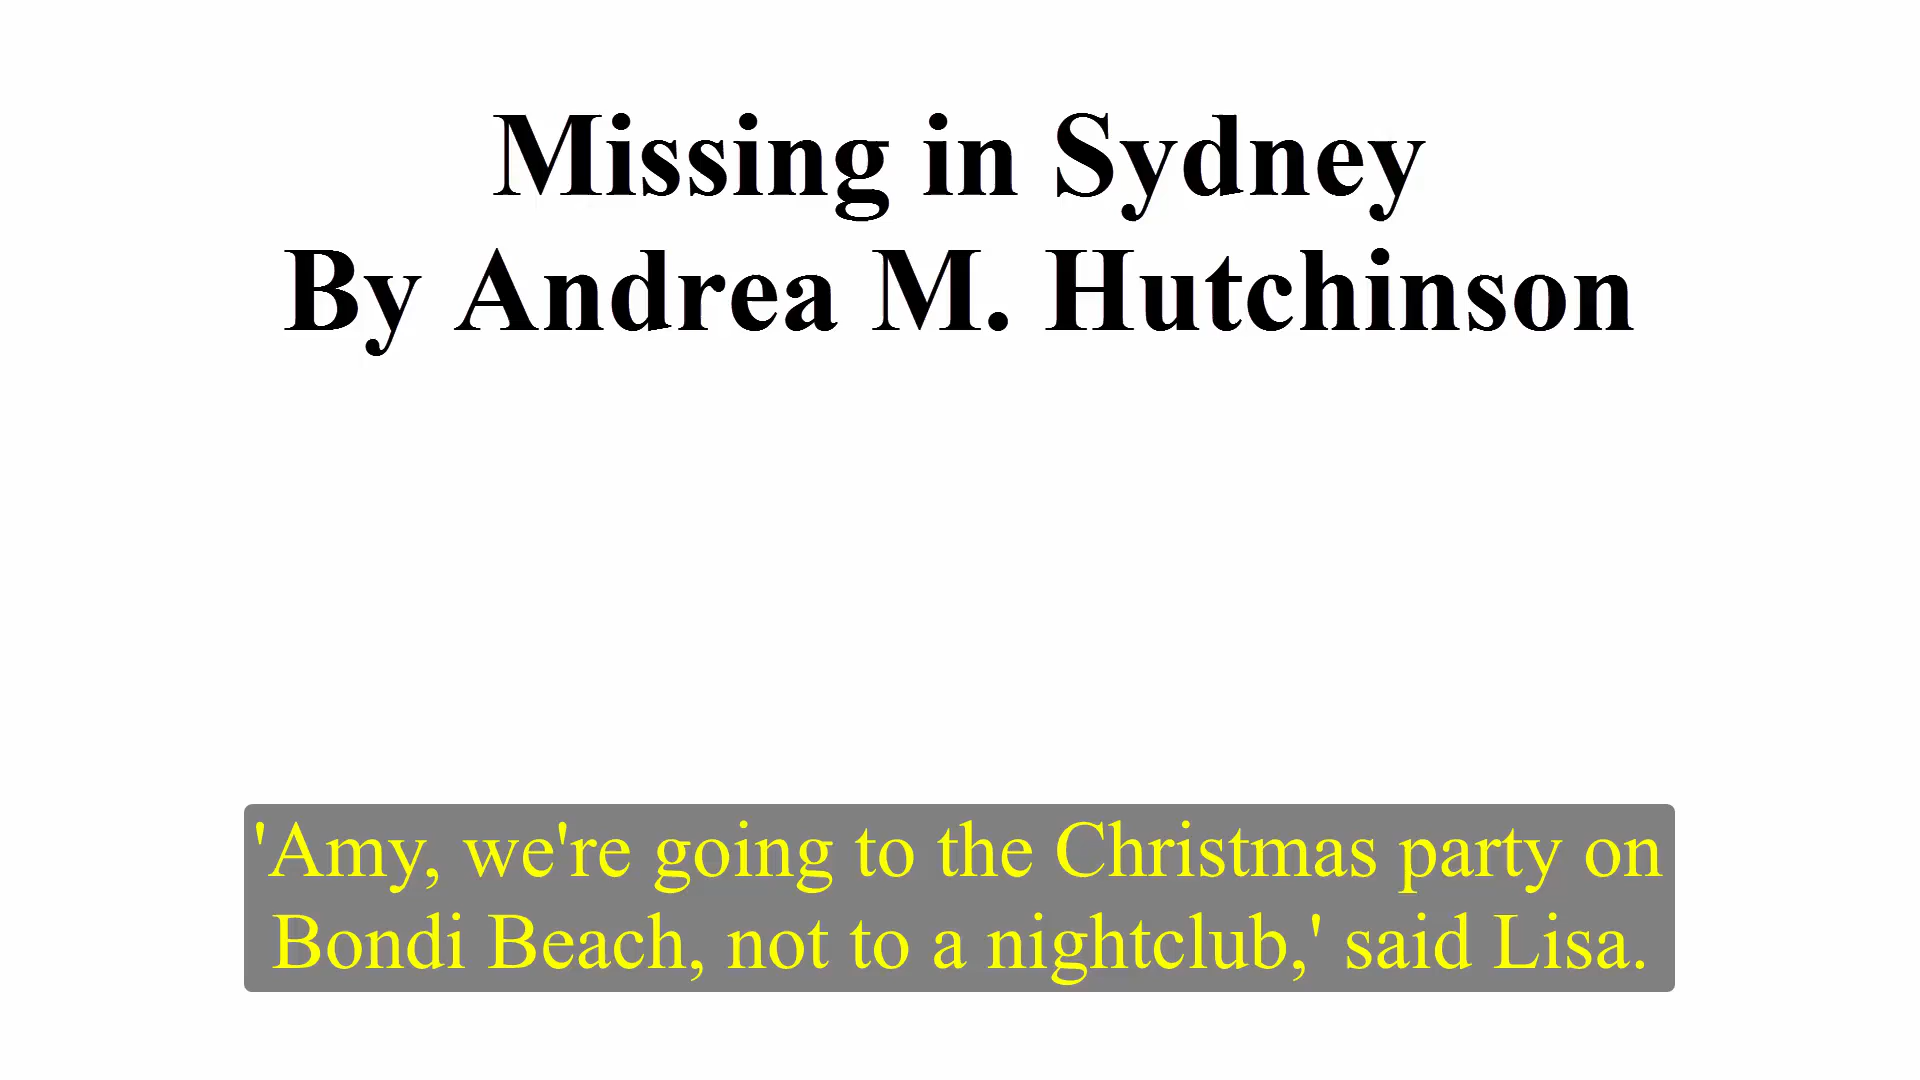 Missing in Sydney
By Andrea M. Hutchinson
'Amy, we're going to the Christmas party on
Bondi Beach, not to a nightclub,' said Lisa.